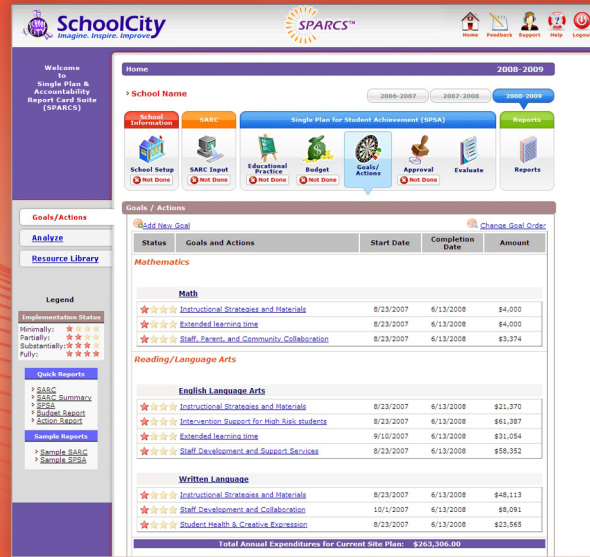 SchoolCity
Imagine. Inspire. Improve
SPARCS™
Home Feedback Support Help Logout
Welcome
to
Single Plan &
Accountability
Report Card Suite
(SPARCS)
Home 2008-2009
School Name
2006-2007 2007-2008 2008-2009
School Information SARC Single Plan for Student Achievement (SPSA) Reports
School Setup SARC Input Educational Practice Budget Goals/Actions Approval Evaluate Reports
Not Done Not Done Not Done Not Done Not Done
Goals/Actions
Analyze
Resource Library
Legend
Implementation Status
Minimally:
Partially:
Substantially:
Fully:
Quick Reports
SARC
SARC Summary
SPSA
Budget Report
Action Report
Sample Reports
Sample SARC
Sample SPSA
Goals / Actions
Add New Goal Change Goal Order
Status Goals and Actions Start Date Completion Date Amount
Mathematics
Math
Instructional Strategies and Materials 8/23/2007 6/13/2008 $4,000
Extended learning time 8/23/2007 6/13/2008 $4,000
Staff, Parent, and Community Collaboration 8/23/2007 6/13/2008 $3,374
Reading/Language Arts
English Language Arts
Instructional Strategies and Materials 8/23/2007 6/13/2008 $21,370
Intervention Support for High Risk students 8/23/2007 6/13/2008 $61,387
Extended learning time 9/10/2007 6/13/2008 $31,054
Staff Development and Support Services 8/23/2007 6/13/2008 $58,352
Written Language
Instructional Strategies and Materials 8/23/2007 6/13/2008 $48,113
Staff Development and Collaboration 10/1/2007 6/13/2008 $8,091
Student Health & Creative Expression 8/23/2007 6/13/2008 $23,565
Total Annual Expenditures for Current Site Plan: $263,306.00